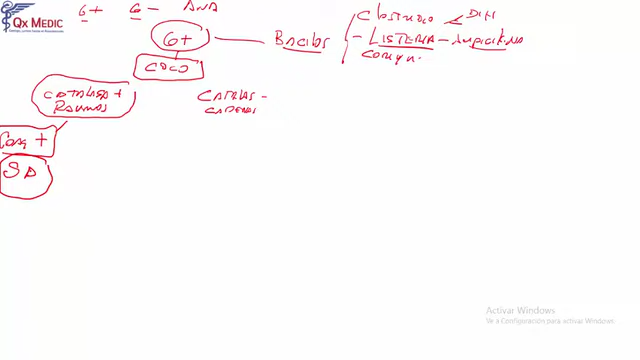 QX MEDIC
G+ G- ANA
G+
COCO
Bacilos
Clostridio DIH
- LISTERIA - Ampicilina
CATALASA +
RACIMOS
CATALAS -
CADENAS
COAG +
SA
Activar Windows
Ve a Configuración para activar Windows.